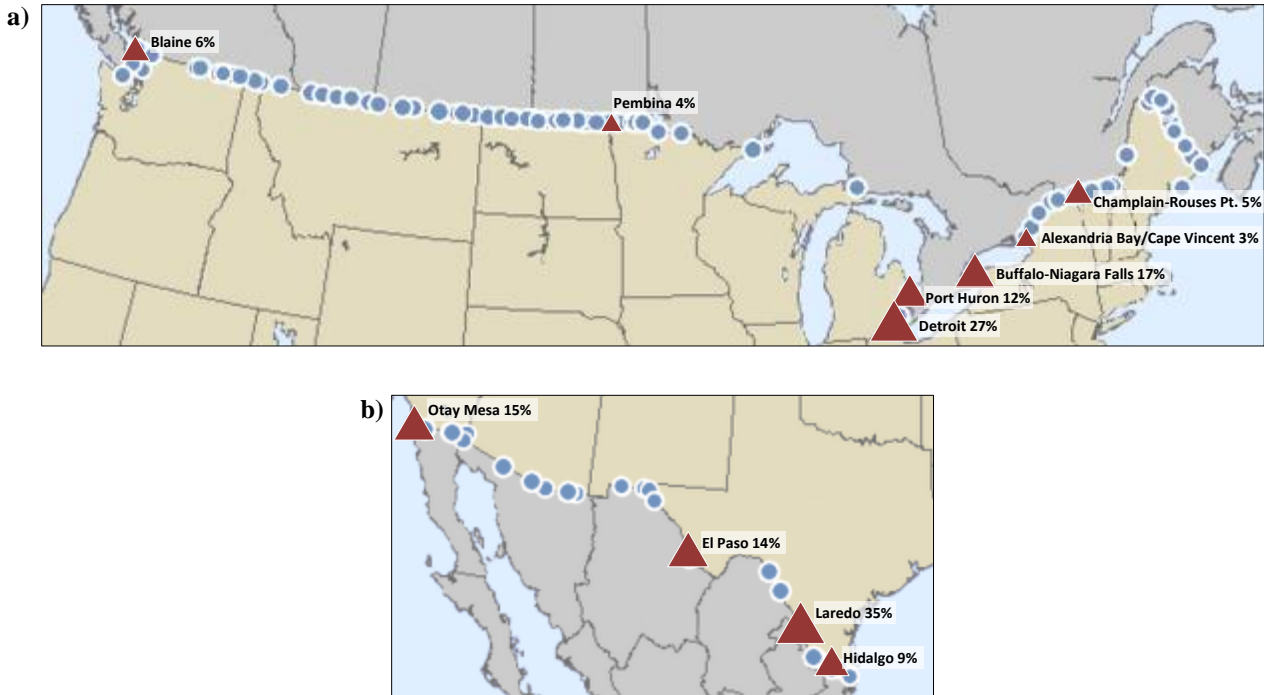 a)
Blaine 6%
Pembina 4%
Champlain-Rouses Pt. 5%
Alexandria Bay/Cape Vincent 3%
Buffalo-Niagara Falls 17%
Port Huron 12%
Detroit 27%
b)
Otay Mesa 15%
El Paso 14%
Laredo 35%
Hidalgo 9%